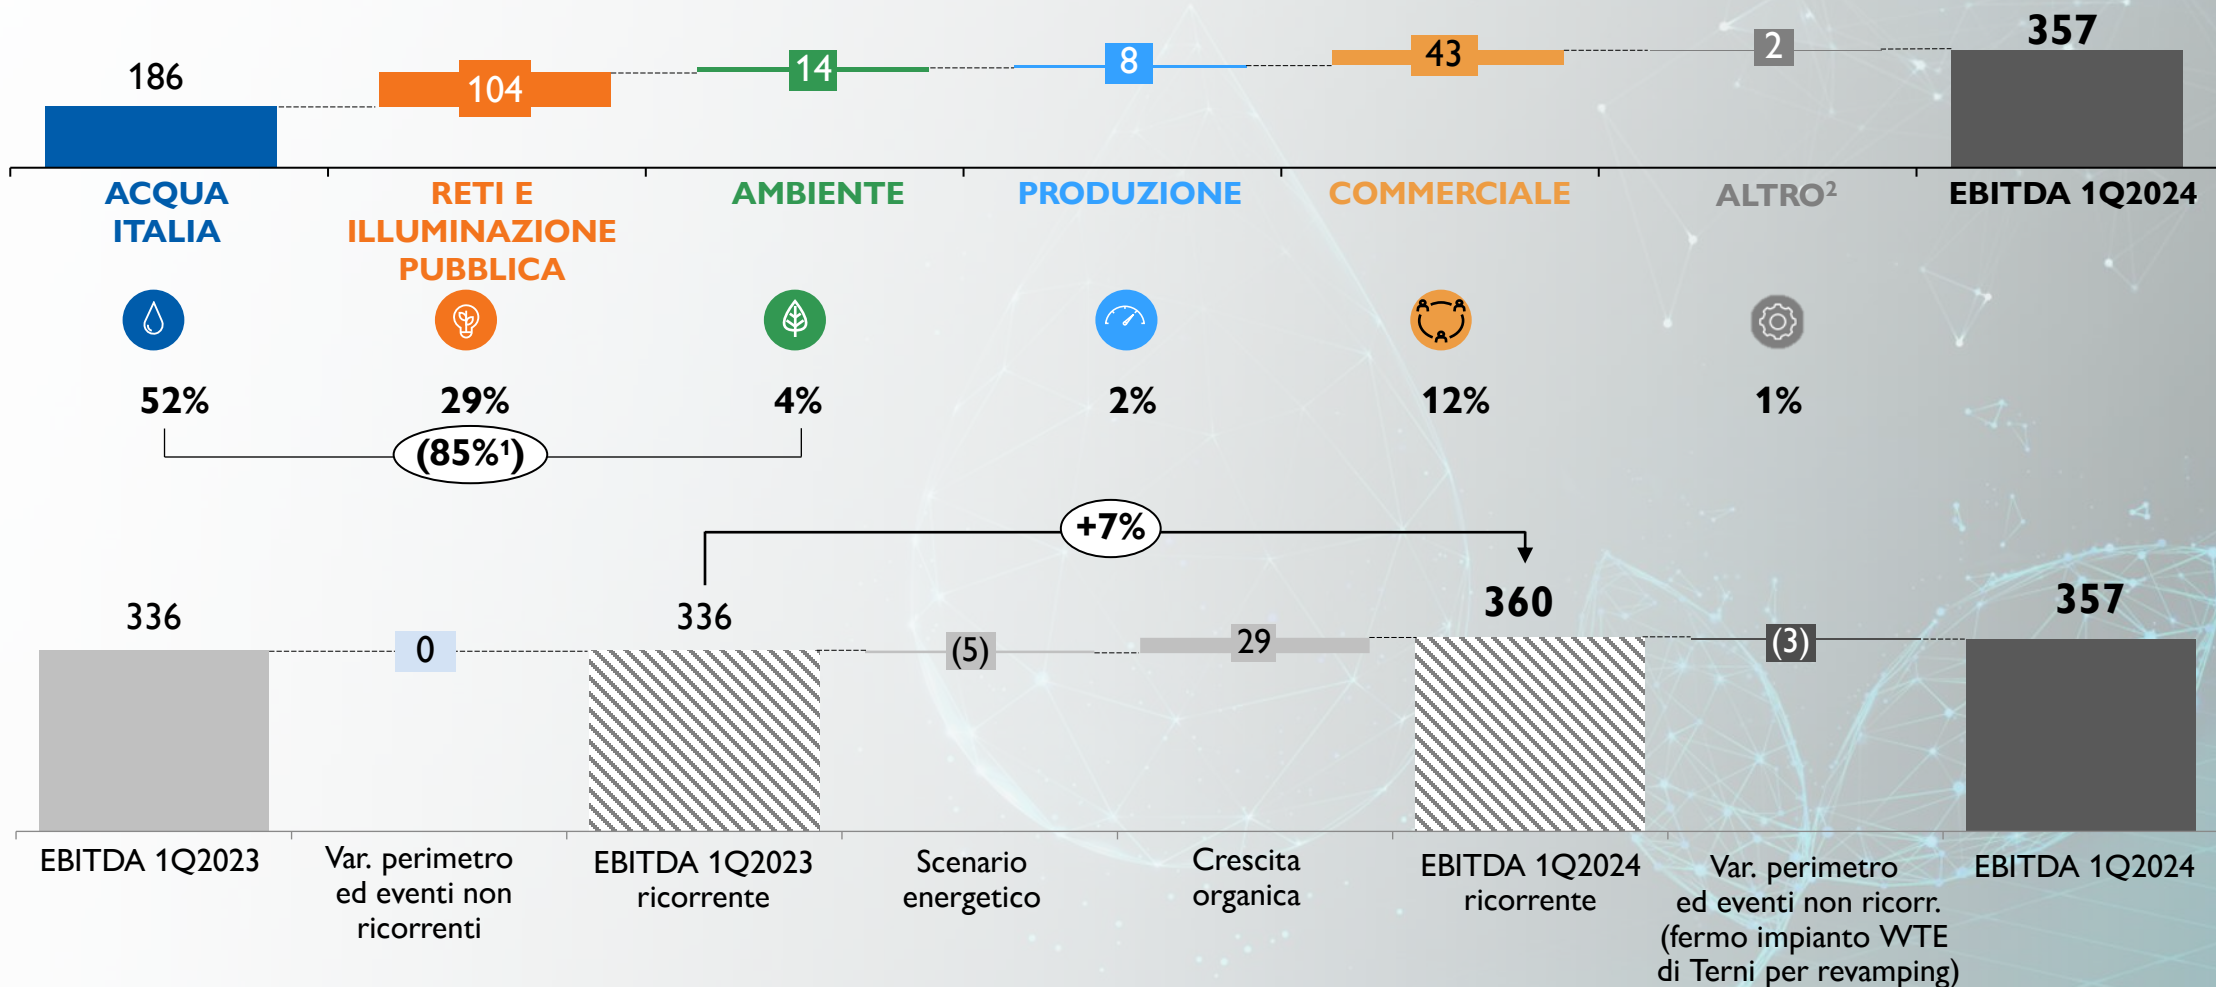 186
104
14
8
43
2
357
ACQUA
ITALIA
RETI E
ILLUMINAZIONE
PUBBLICA
AMBIENTE
PRODUZIONE
COMMERCIALE
ALTRO²
EBITDA 1Q2024
52%
29%
4%
2%
12%
1%
(85%¹)
+7%
336
0
336
(5)
29
360
(3)
357
EBITDA 1Q2023
Var. perimetro
ed eventi non
ricorrenti
EBITDA 1Q2023
ricorrente
Scenario
energetico
Crescita
organica
EBITDA 1Q2024
ricorrente
Var. perimetro
ed eventi non ricorr.
(fermo impianto WTE
di Terni per revamping)
EBITDA 1Q2024